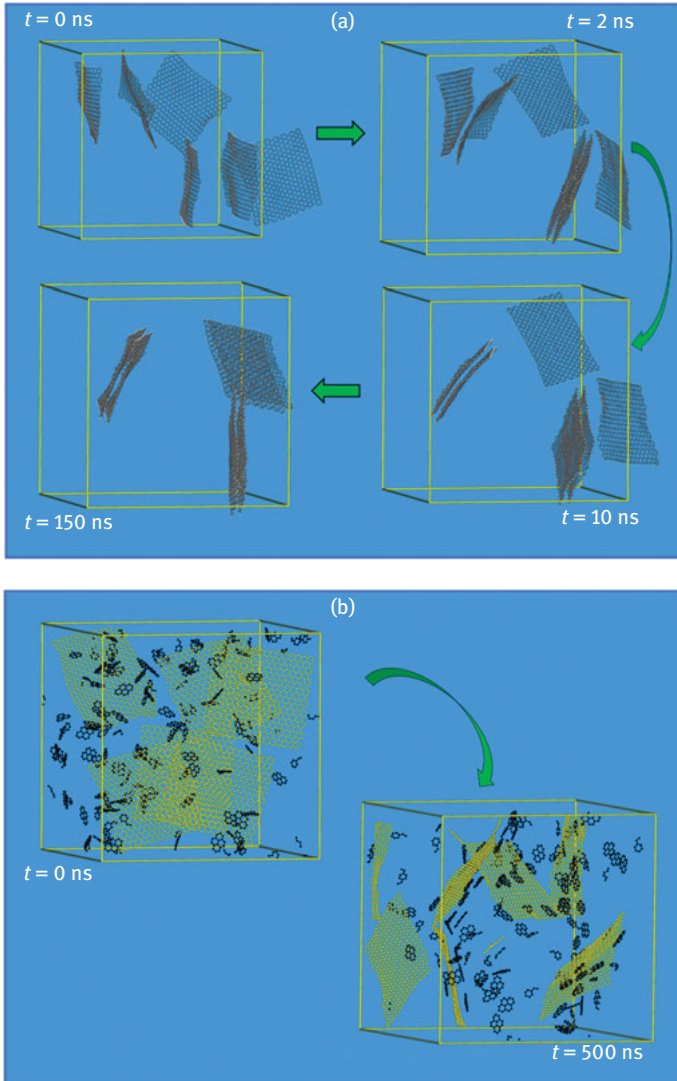 t = 0 ns
(a)
t = 2 ns
t = 150 ns
t = 10 ns
(b)
t = 0 ns
t = 500 ns